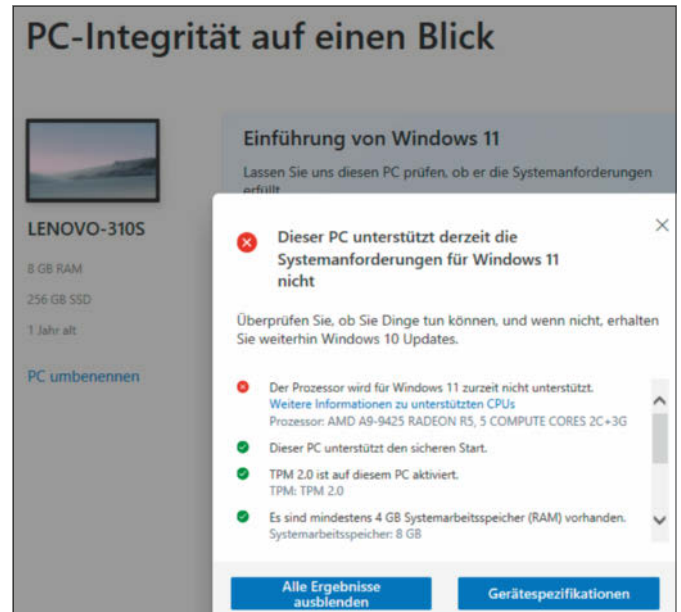 PC-Integrität auf einen Blick
LENOVO-310S
8 GB RAM
256 GB SSD
1 Jahr alt
PC umbenennen
Einführung von Windows 11
Lassen Sie uns diesen PC prüfen, ob er die Systemanforderungen
erfüllt
Dieser PC unterstützt derzeit die
Systemanforderungen für Windows 11
nicht
Überprüfen Sie, ob Sie Dinge tun können, und wenn nicht, erhalten
Sie weiterhin Windows 10 Updates.
Der Prozessor wird für Windows 11 zurzeit nicht unterstützt.
Weitere Informationen zu unterstützten CPUs
Prozessor: AMD A9-9425 RADEON R5, 5 COMPUTE CORES 2C+3G
Dieser PC unterstützt den sicheren Start.
TPM 2.0 ist auf diesem PC aktiviert.
TPM: TPM 2.0
Es sind mindestens 4 GB Systemarbeitsspeicher (RAM) vorhanden.
Systemarbeitsspeicher: 8 GB
Alle Ergebnisse
ausblenden
Gerätespezifikationen